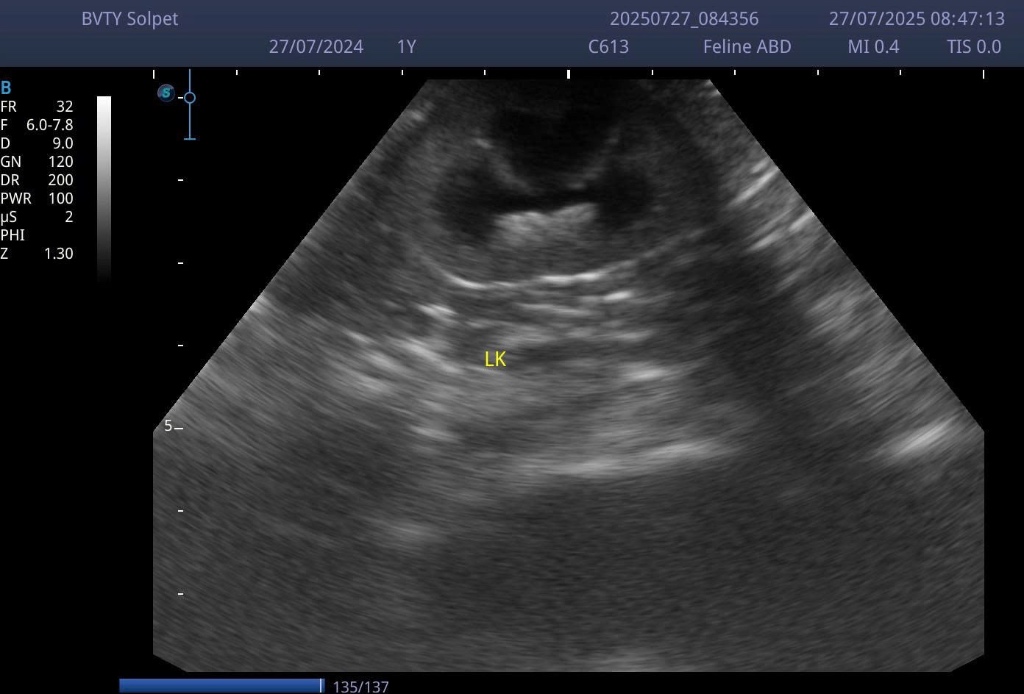 BVTY Solpet 20250727_084356 27/07/2025 08:47:13
27/07/2024 1Y C613 Feline ABD MI 0.4 TIS 0.0
B
S
FR 32
F 6.0-7.8
D 9.0
GN 120
DR 200
PWR 100
µS 2
PHI
Z 1.30
LK
5
135/137